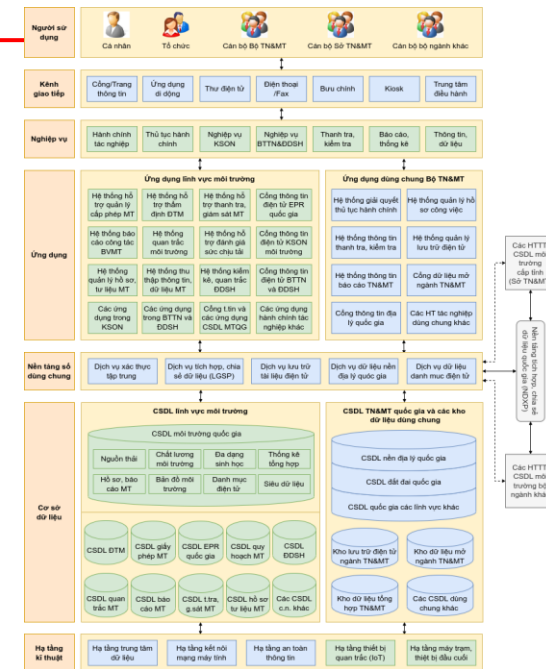 Người sử
dụng
Cá nhân
Tổ chức
Cán bộ Bộ TN&MT
Cán bộ Sở TN&MT
Cán bộ bộ ngành khác
Kênh
giao tiếp
Cổng/Trang
thông tin
Ứng dụng
di động
Thư điện tử
Điện thoại
/Fax
Bưu chính
Kiosk
Trung tâm
điều hành
Nghiệp vụ
Hành chính
tác nghiệp
Thủ tục hành
chính
Nghiệp vụ
KSON
Nghiệp vụ
BTTN&ĐDSH
Thanh tra,
kiểm tra
Báo cáo,
thống kê
Thông tin,
dữ liệu
Ứng dụng
Ứng dụng lĩnh vực môi trường
Hệ thống hỗ
trợ quản lý
cấp phép MT
Hệ thống hỗ
trợ thẩm
định ĐTM
Hệ thống hỗ
trợ thanh tra,
giám sát MT
Cổng thông tin
điện tử EPR
quốc gia
Hệ thống báo
cáo công tác
BVMT
Hệ thống
quan trắc
môi trường
Hệ thống hỗ
trợ đánh giá
sức chịu tải
Cổng thông tin
điện tử KSON
môi trường
Hệ thống
quản lý hồ sơ,
tư liệu MT
Hệ thống thu
thập thông tin,
dữ liệu MT
Hệ thống kiểm
kê, quan trắc
ĐDSH
Cổng thông tin
điện tử BTTN
và ĐDSH
Các ứng
dụng trong
KSON
Các ứng dụng
trong BTTN và
ĐDSH
Cổng t.tin và
các ứng dụng
CSDL MTQG
Các ứng dụng
hành chính tác
nghiệp khác
Ứng dụng dùng chung Bộ TN&MT
Hệ thống giải quyết
thủ tục hành chính
Hệ thống quản lý hồ
sơ công việc
Hệ thống thông tin
thanh tra, kiểm tra
Hệ thống quản lý
lưu trữ điện tử
Hệ thống thông tin
báo cáo TN&MT
Cổng dữ liệu mở
ngành TN&MT
Cổng thông tin địa
lý quốc gia
Các HT tác nghiệp
dùng chung khác
Nền tảng số
dùng chung
Dịch vụ xác thực
tập trung
Dịch vụ tích hợp, chia
sẻ dữ liệu (LGSP)
Dịch vụ lưu trữ
tài liệu điện tử
Dịch vụ dữ liệu nền
địa lý quốc gia
Dịch vụ dữ liệu
danh mục điện tử
Cơ sở
dữ liệu
CSDL lĩnh vực môi trường
CSDL môi trường quốc gia
Nguồn thải
Chất lượng
môi trường
Đa dạng
sinh học
Thống kê
tổng hợp
Hồ sơ, báo
cáo MT
Bản đồ môi
trường
Danh mục
điện tử
Siêu dữ liệu
CSDL ĐTM
CSDL giấy
phép MT
CSDL EPR
quốc gia
CSDL quy
hoạch MT
CSDL
ĐDSH
CSDL quan
trắc MT
CSDL báo
cáo MT
CSDL t.tra,
g.sát MT
CSDL hồ sơ
tư liệu MT
Các CSDL
c.n. khác
CSDL TN&MT quốc gia và các kho
dữ liệu dùng chung
CSDL nền địa lý quốc gia
CSDL đất đai quốc gia
CSDL quốc gia các lĩnh vực khác
Kho lưu trữ điện tử
ngành TN&MT
Kho dữ liệu mở
ngành TN&MT
Kho dữ liệu tổng
hợp TN&MT
Các CSDL dùng
chung khác
Hạ tầng
kĩ thuật
Hạ tầng trung tâm
dữ liệu
Hạ tầng kết nối
mạng máy tính
Hạ tầng an toàn
thông tin
Hạ tầng thiết bị
quan trắc (IoT)
Hạ tầng máy trạm,
thiết bị đầu cuối
Các HTTT,
CSDL môi
trường
cấp tỉnh
(Sở TN&MT)
Nền tảng tích hợp, chia sẻ
dữ liệu quốc gia (NDXP)
Các HTTT,
CSDL môi
trường bộ
ngành khác